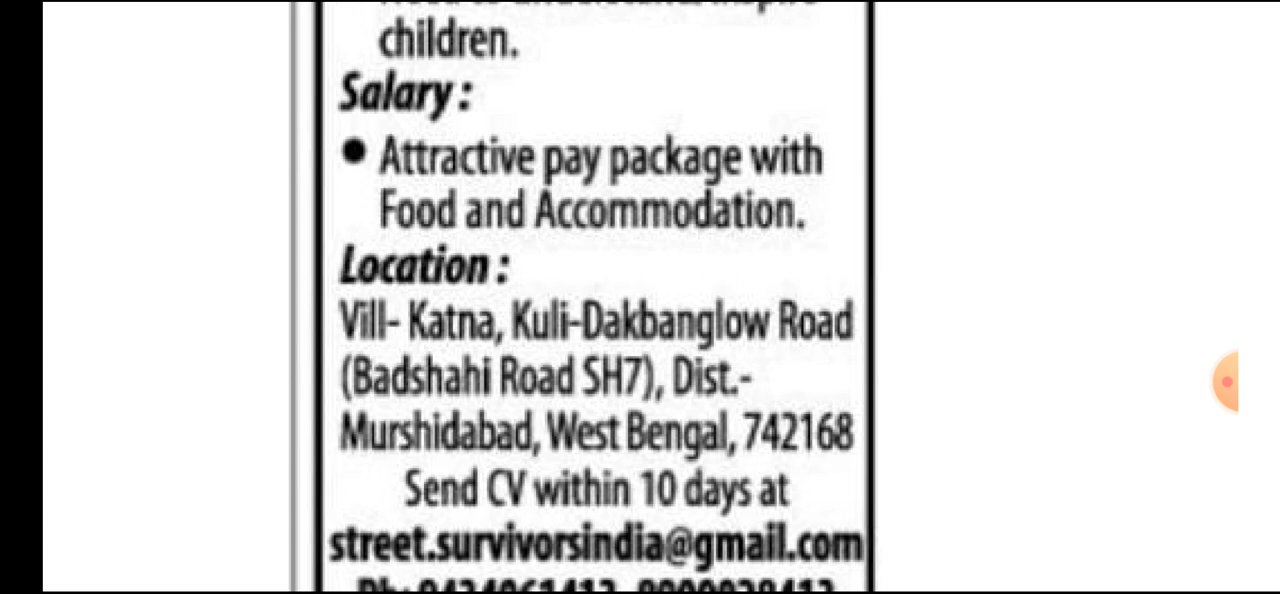 children.
Salary :
● Attractive pay package with
Food and Accommodation.
Location :
Vill- Katna, Kuli-Dakbanglow Road
(Badshahi Road SH7), Dist.-
Murshidabad, West Bengal, 742168
Send CV within 10 days at
street.survivorsindia@gmail.com